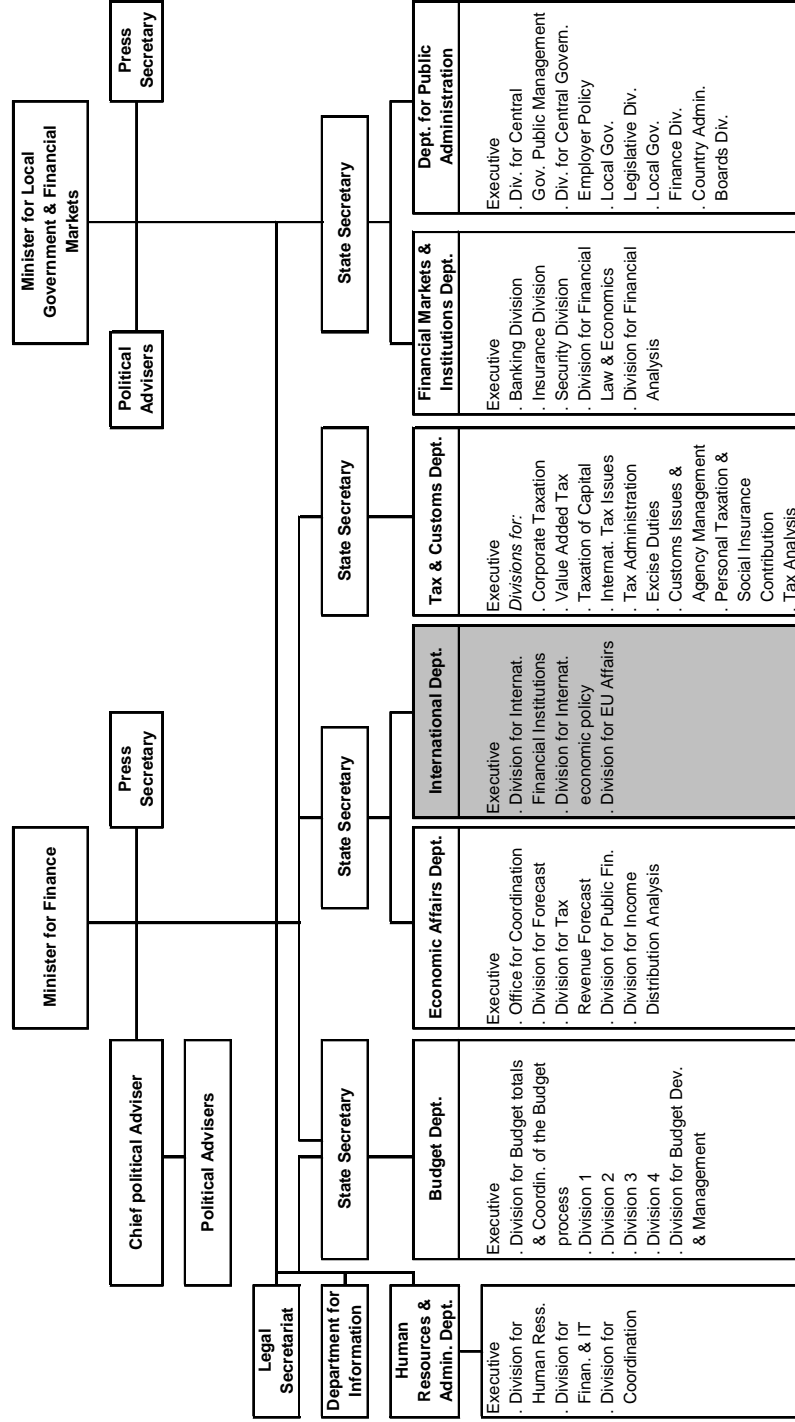 Minister for Finance
Minister for Local
Government & Financial
Markets
Chief political adviser
Press
Secretary
Political
Advisers
Press
Secretary
Political Advisers
Legal
Secretariat
Department for
Information
Human
Resources &
Admin. Dept.
Executive
. Division for
Human Ress.
. Division for
Finan. & IT
. Division for
Coordination
State Secretary
State Secretary
State Secretary
State Secretary
Budget Dept.
Executive
. Division for Budget totals
& Coordin. of the Budget
process
. Division 1
. Division 2
. Division 3
. Division 4
. Division for Budget Dev.
& Management
Economic Affairs Dept.
Executive
. Office for Coordination
. Division for Forecast
. Division for Tax
Revenue Forecast
. Division for Public Fin.
. Division for Income
Distribution Analysis
International Dept.
Executive
. Division for Internat.
Financial Institutions
. Division for Internat.
economic policy
. Division for EU Affairs
Tax & Customs Dept.
Executive
Divisions for:
. Corporate Taxation
. Value Added Tax
. Taxation of Capital
. Internat. Tax Issues
. Tax Administration
. Excise Duties
. Customs Issues &
Agency Management
. Personal Taxation &
Social Insurance
Contribution
. Tax Analysis
Financial Markets &
Institutions Dept.
Executive
. Banking Division
. Insurance Division
. Security Division
. Division for Financial
Law & Economics
. Division for Financial
Analysis
Dept. for Public
Administration
Executive
. Div. for Central
Gov. Public Management
. Div. for Central Govern.
Employer Policy
. Local Gov.
Legislative Div.
. Local Gov.
Finance Div.
. Country Admin.
Boards Div.